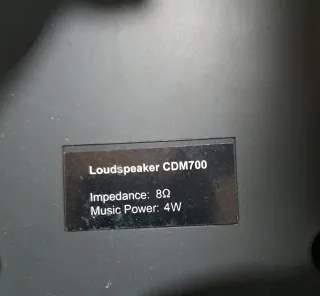 Loudspeaker CDM700
Impedance: 8Ω
Music Power: 4W